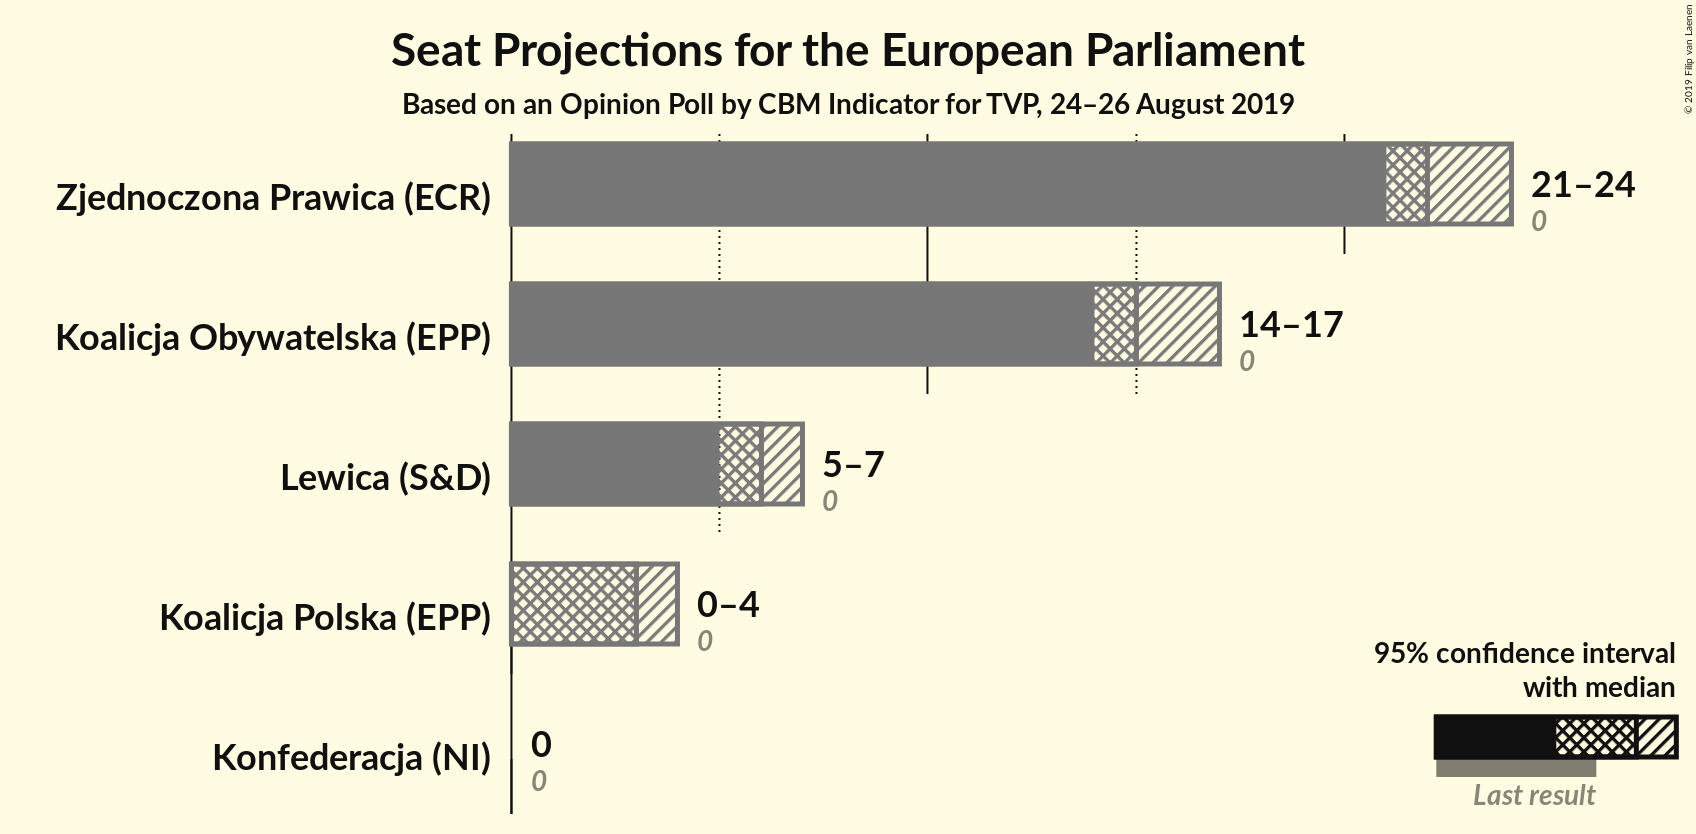 Seat Projections for the European Parliament
Based on an Opinion Poll by CBM Indicator for TVP, 24–26 August 2019
© 2019 Filip van Laenen
Zjednoczona Prawica (ECR)
21–24
0
Koalicja Obywatelska (EPP)
14–17
0
Lewica (S&D)
5–7
0
Koalicja Polska (EPP)
0–4
0
Konfederacja (NI)
0
0
95% confidence interval
with median
Last result